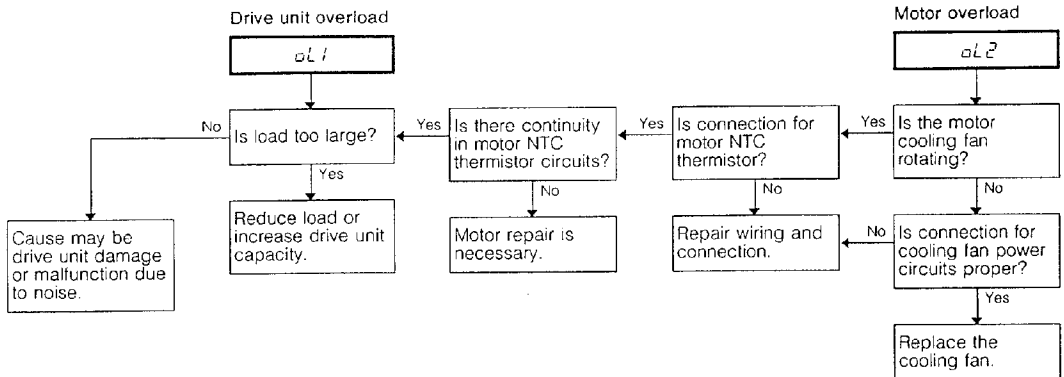 Drive unit overload
oL1
Is load too large?
No
Yes
Cause may be
drive unit damage
or malfunction due
to noise.
Reduce load or
increase drive unit
capacity.
Yes
Is there continuity
in motor NTC
thermistor circuits?
No
Motor repair is
necessary.
Yes
Is connection for
motor NTC
thermistor?
No
Repair wiring and
connection.
Motor overload
oL2
Yes
Is the motor
cooling fan
rotating?
No
No
Is connection for
cooling fan power
circuits proper?
Yes
Replace the
cooling fan.